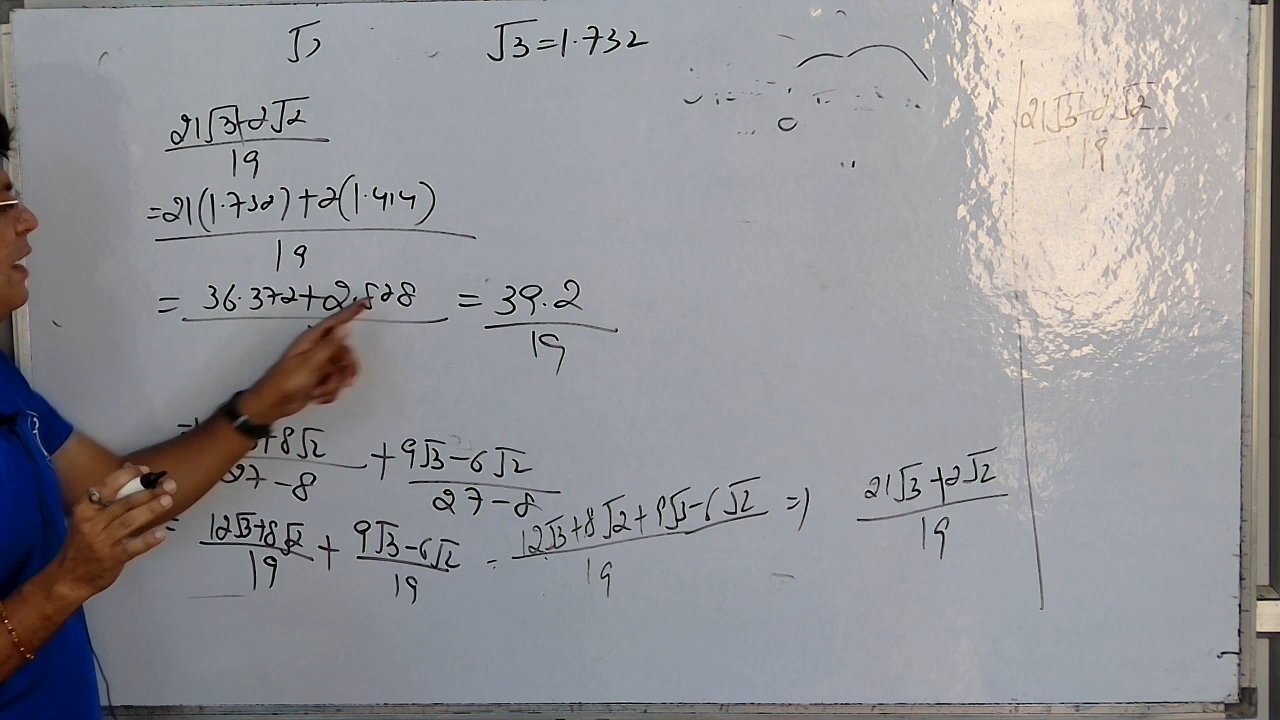 √3=1.732
21√3+2√2
19
=21(1.732)+2(1.414)
19
= 36.372+2.828 = 39.2
19
+8√2 + 9√3-6√2
27-8 27-8
= 12√3+8√2 + 9√3-6√2 = 12√3+8√2+9√3-6√2 => 21√3+2√2
19 19 19 19
21√3+2√2
19